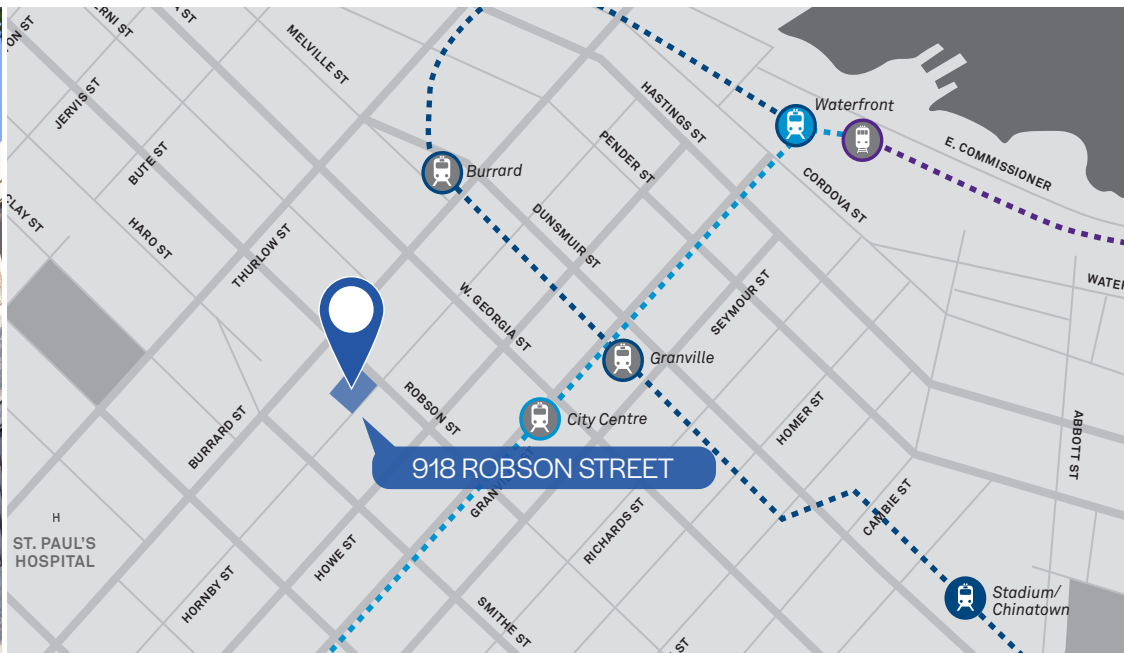 ST
MELVILLE ST
JERVIS ST
BUTE ST
HARO ST
THURLOW ST
Burrard
HASTINGS ST
PENDER ST
DUNSMUIR ST
Waterfront
E. COMMISSIONER
CORDOVA ST
W. GEORGIA ST
SEYMOUR ST
Granville
ROBSON ST
City Centre
BURRARD ST
HOMER ST
ABBOTT ST
918 ROBSON STREET
H
ST. PAUL'S
HOSPITAL
HOWE ST
HORNBY ST
RICHARDS ST
CAMBIE ST
SMITHE ST
Stadium/
Chinatown
ST